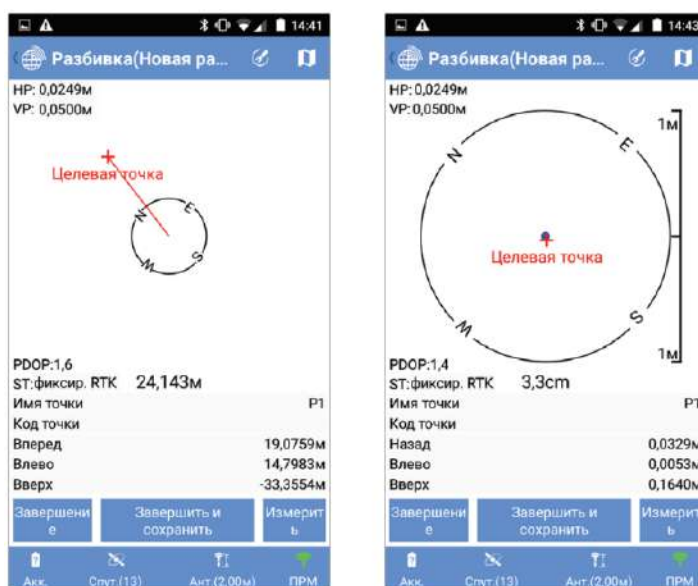 14:41
Разбивка(Новая ра...
HP: 0,0249м
VP: 0,0500м
Целевая точка
N
E
W
S
PDOP:1,6
ST:фиксир. RTK 24,143м
Имя точки P1
Код точки
Вперед 19,0759м
Влево 14,7983м
Вверх -33,3554м
Завершени
е
Завершить и
сохранить
Измерит
ь
Акк. Спут.(13) Ант.(2,00м) ПРМ
14:43
Разбивка(Новая ра...
HP: 0,0249м
VP: 0,0500м
1м
N
E
Целевая точка
W
S
1м
PDOP:1,4
ST:фиксир. RTK 3,3cm
Имя точки P1
Код точки
Назад 0,0329м
Влево 0,0053м
Вверх 0,1640м
Завершени
е
Завершить и
сохранить
Измерит
ь
Акк. Спут.(13) Ант.(2,00м) ПРМ